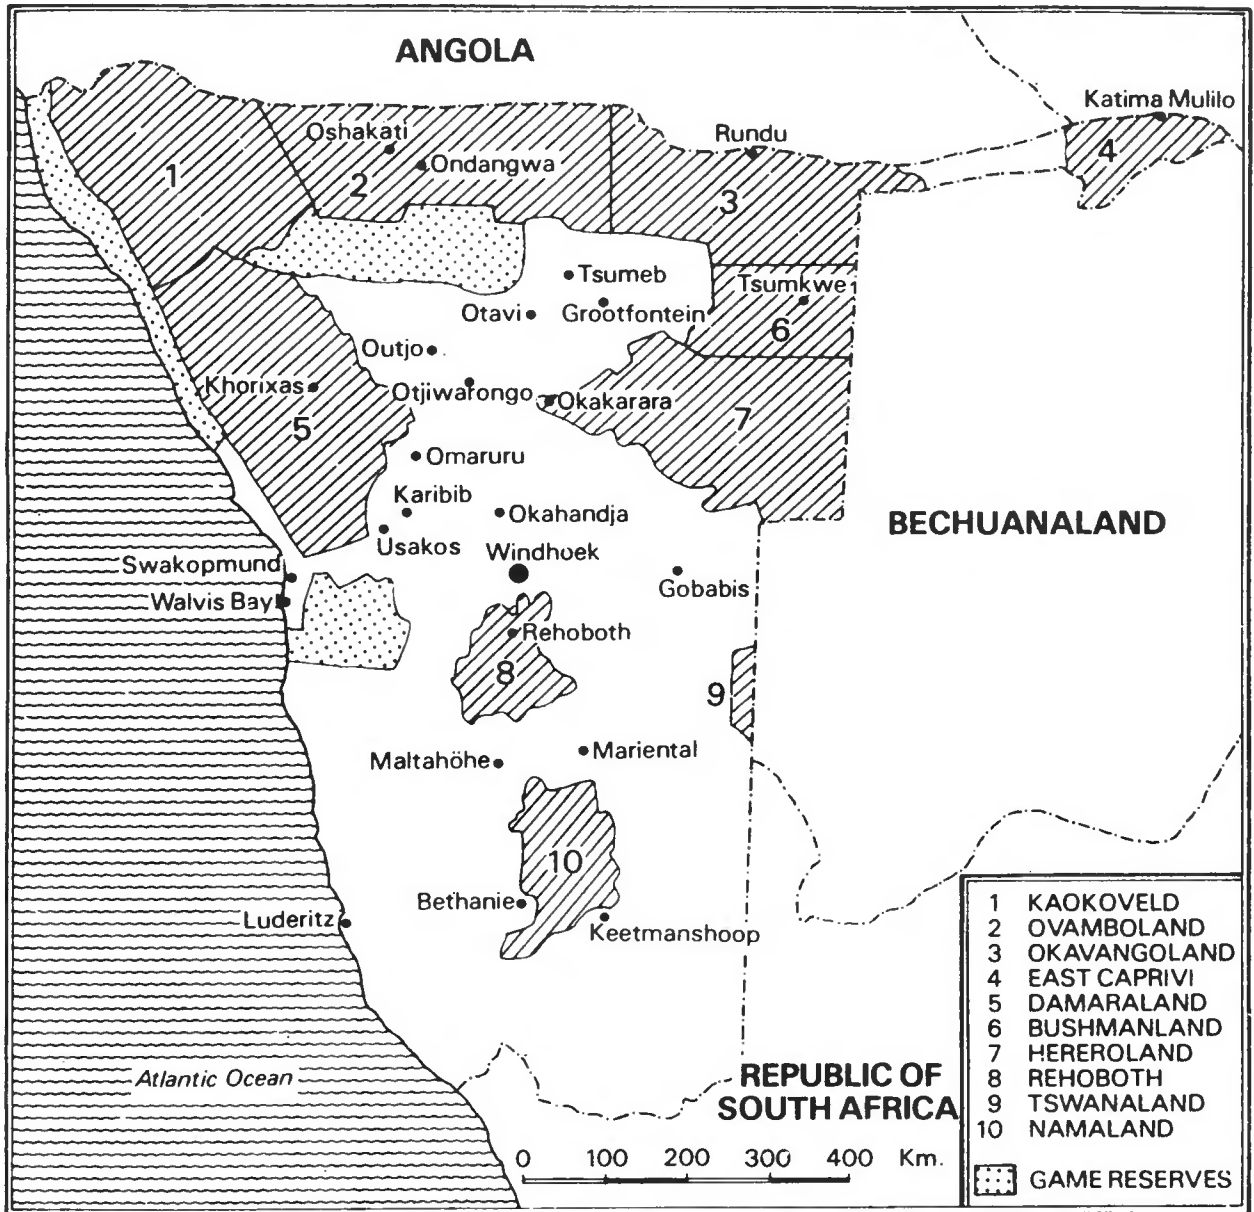 ANGOLA
Katima Mulilo
Oshakati
Rundu
Ondangwa
1
2
3
4
Tsumeb
Tsumkwe
Otavi
Grootfontein
6
Outjo
Khorixas
Otjiwarongo
Okakarara
5
7
Omaruru
Karibib
Okahandja
BECHUANALAND
Usakos
Windhoek
Swakopmund
Gobabis
Walvis Bay
Rehoboth
8
9
Maltahöhe
Mariental
10
Bethanie
Luderitz
Keetmanshoop
Atlantic Ocean
REPUBLIC OF
SOUTH AFRICA
0 100 200 300 400 Km.
1 KAOKOVELD
2 OVAMBOLAND
3 OKAVANGOLAND
4 EAST CAPRIVI
5 DAMARALAND
6 BUSHMANLAND
7 HEREROLAND
8 REHOBOTH
9 TSWANALAND
10 NAMALAND
GAME RESERVES